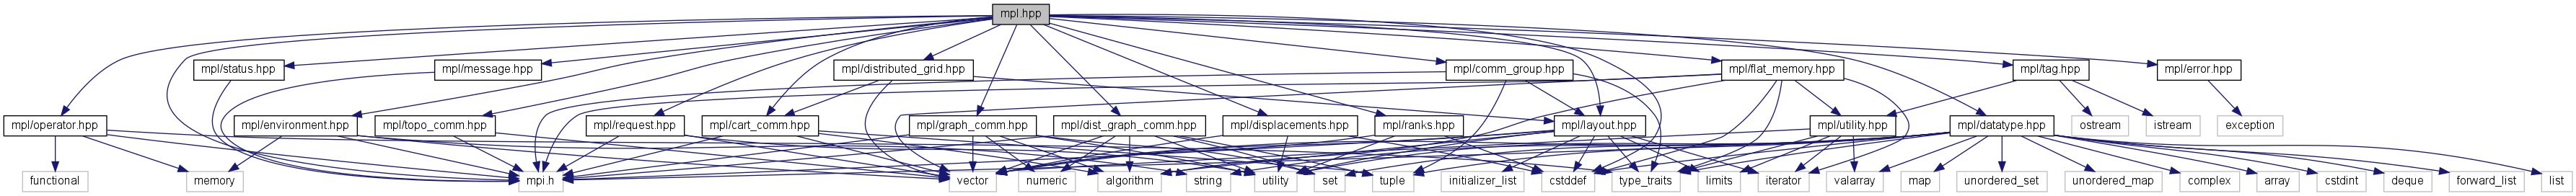 mpl.hpp
mpl/status.hpp
mpl/message.hpp
mpl/distributed_grid.hpp
mpl/comm_group.hpp
mpl/flat_memory.hpp
mpl/tag.hpp
mpl/error.hpp
mpl/operator.hpp
mpl/environment.hpp
mpl/topo_comm.hpp
mpl/request.hpp
mpl/cart_comm.hpp
mpl/graph_comm.hpp
mpl/dist_graph_comm.hpp
mpl/displacements.hpp
mpl/ranks.hpp
mpl/layout.hpp
mpl/utility.hpp
mpl/datatype.hpp
ostream
istream
exception
functional
memory
mpi.h
vector
numeric
algorithm
string
utility
set
tuple
initializer_list
cstddef
type_traits
limits
iterator
valarray
map
unordered_set
unordered_map
complex
array
cstdint
deque
forward_list
list